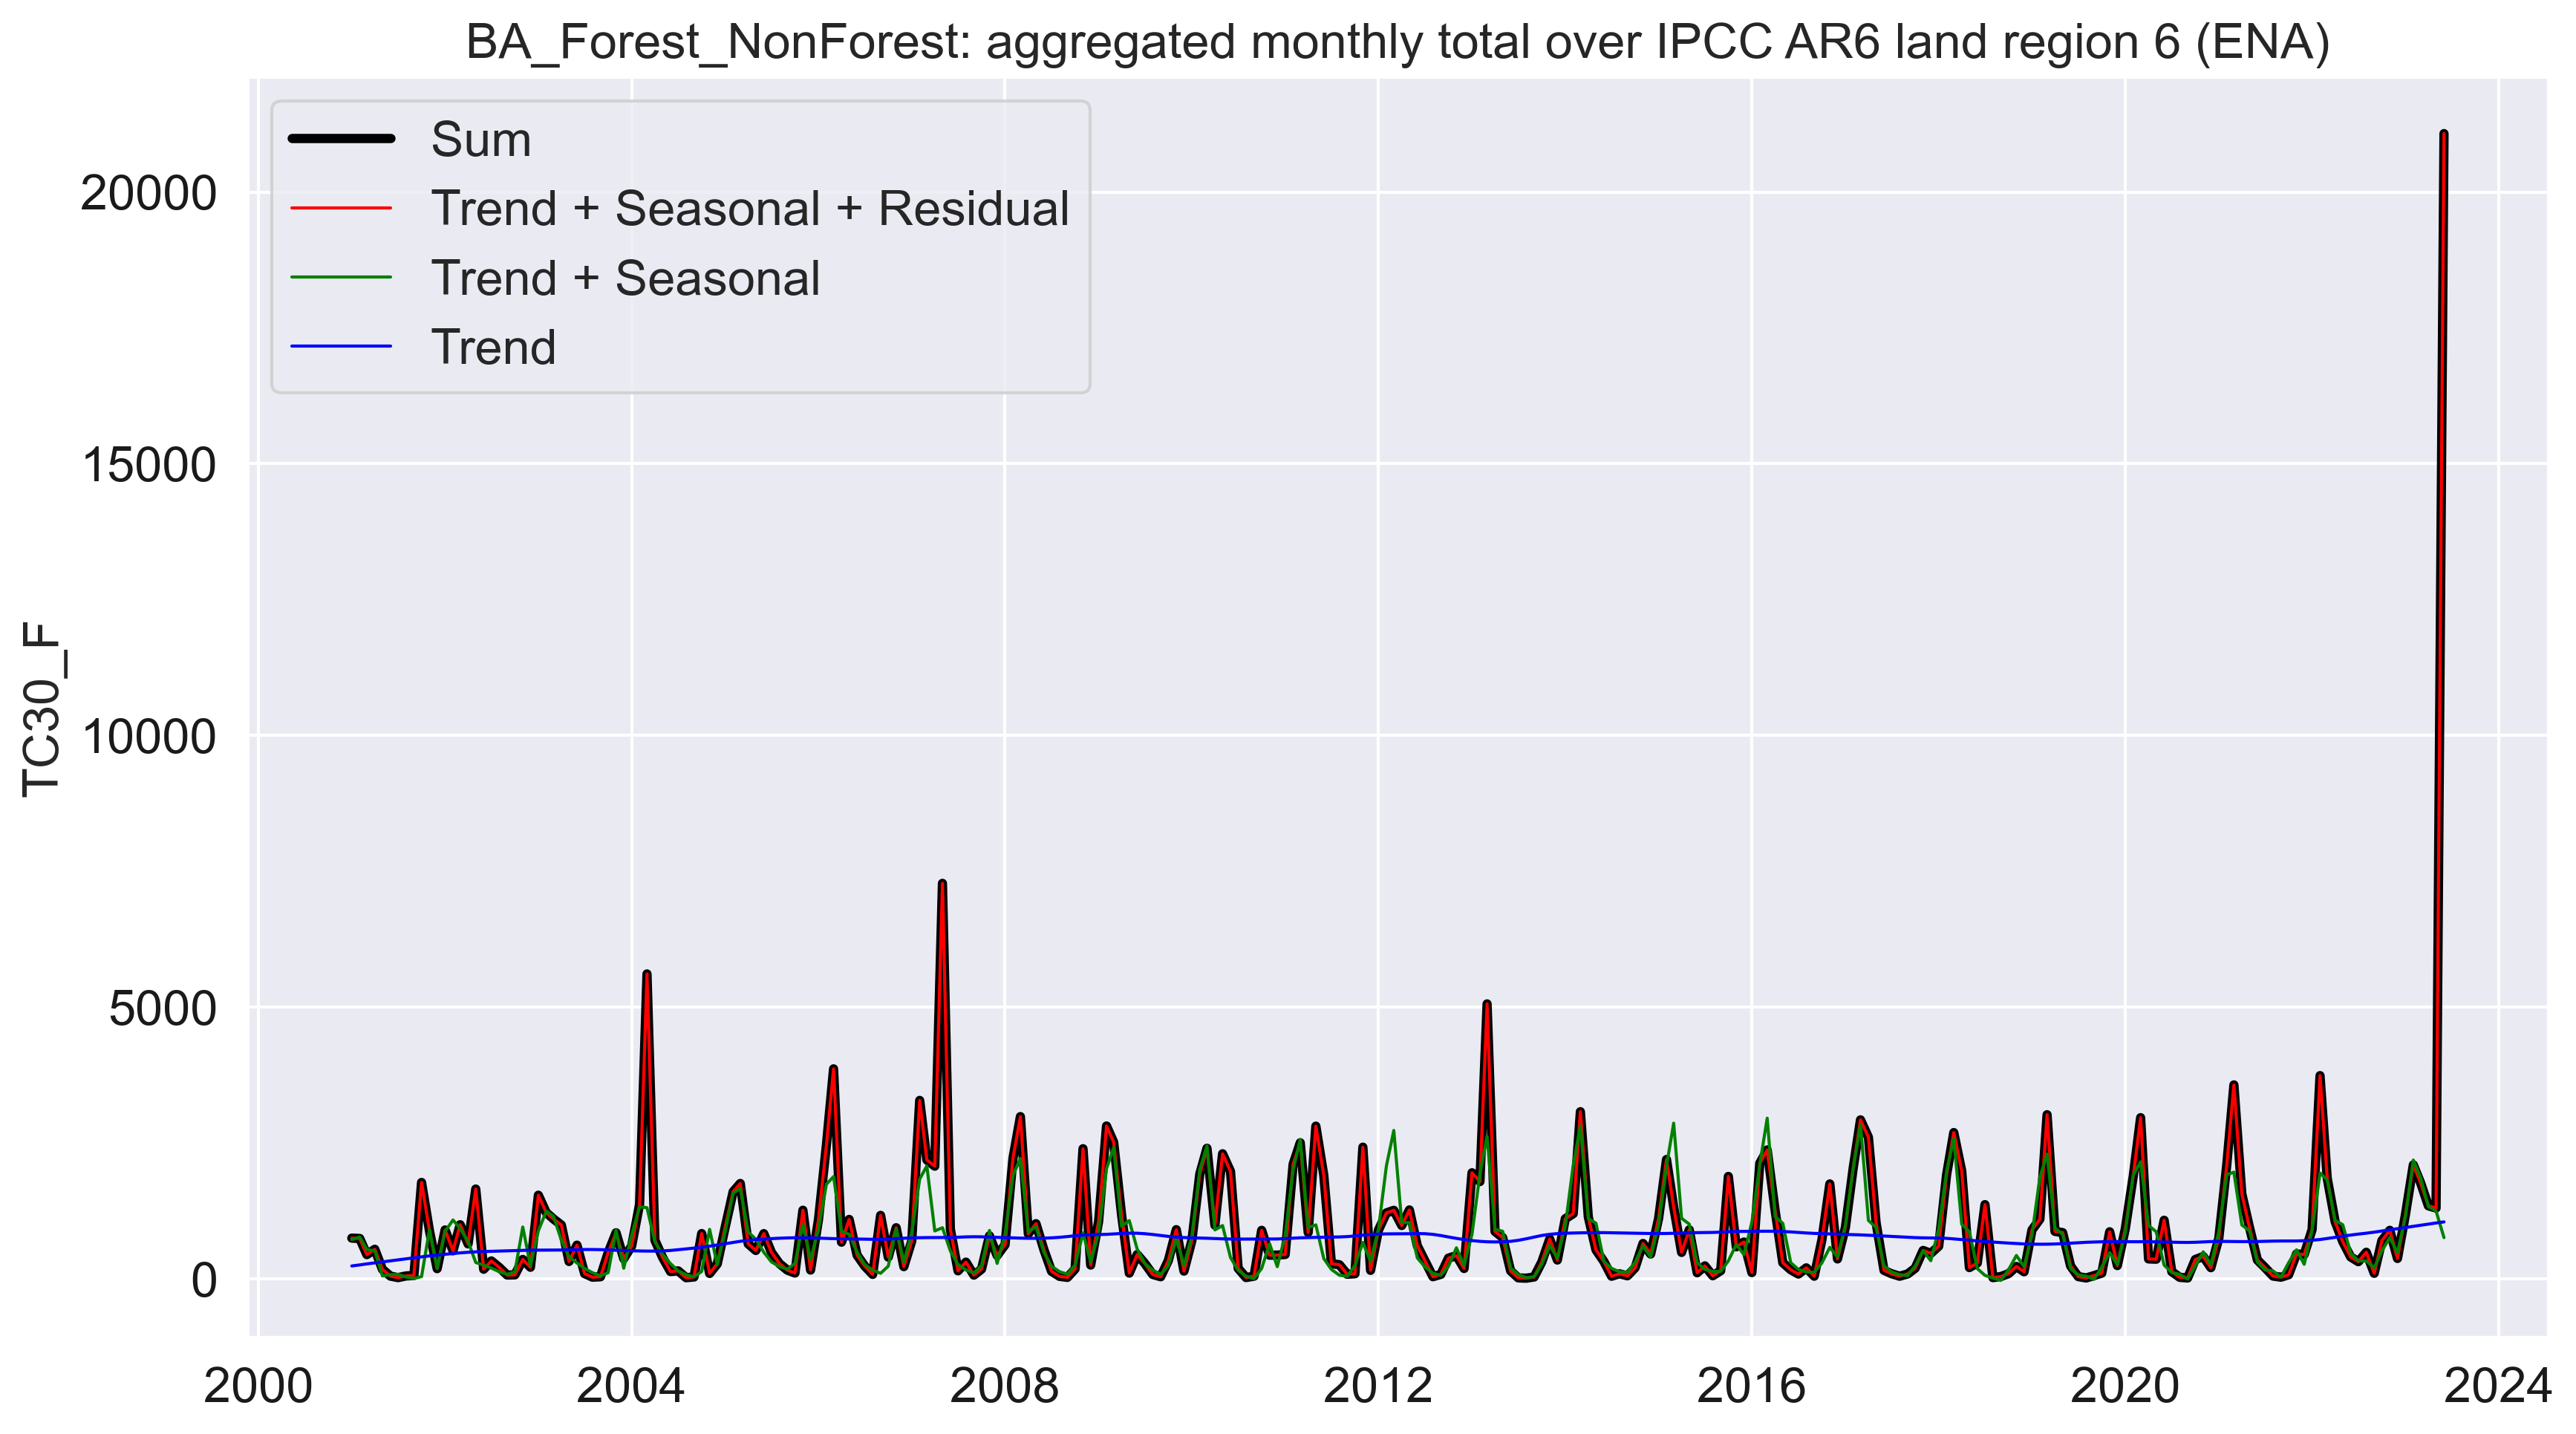 BA_Forest_NonForest: aggregated monthly total over IPCC AR6 land region 6 (ENA)
Sum
Trend + Seasonal + Residual
Trend + Seasonal
Trend
TC30_F
20000
15000
10000
5000
0
2000
2004
2008
2012
2016
2020
2024